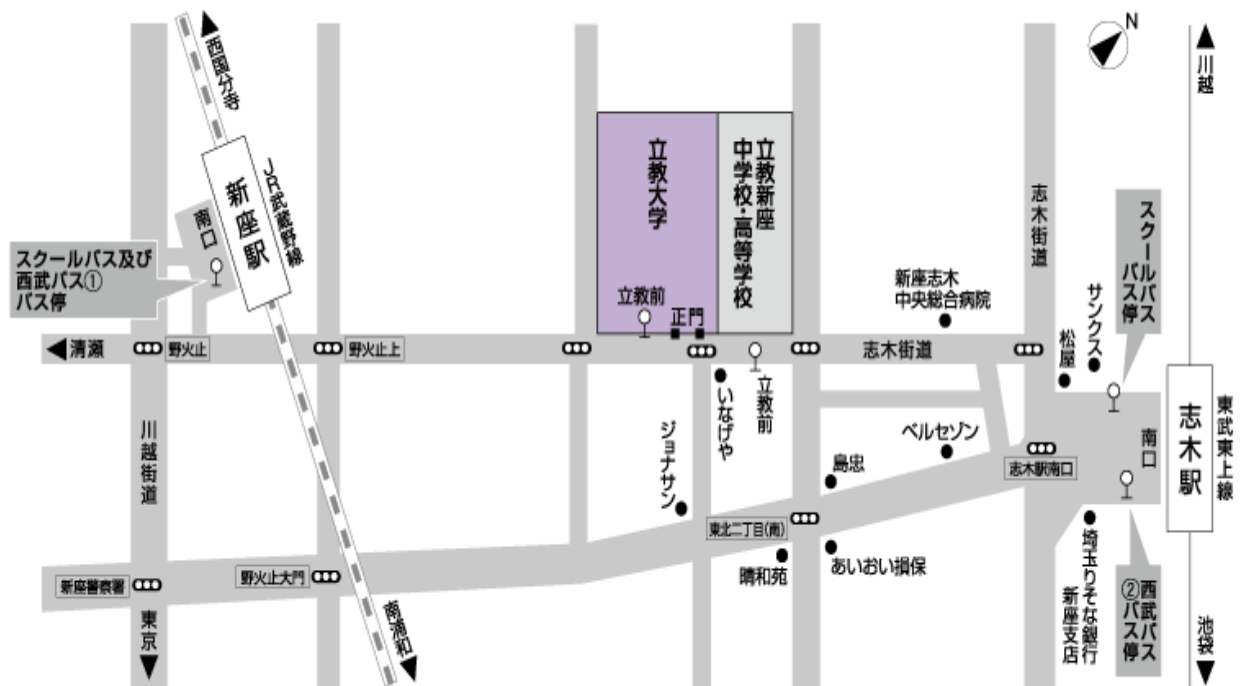 N
川越
西国分寺
JR武蔵野線
新座駅
南口
スクールバス及び
西武バス①
バス停
立教大学
立教新座
中学校・高等学校
立教前
正門
志木街道
スクールバス
バス停
サンクス
松屋
新座志木
中央総合病院
清瀬
野火止
野火止上
志木街道
いなげや
立教前
ジョナサン
島忠
ベルセゾン
志木駅南口
南口
志木駅
東武東上線
川越街道
東北二丁目(南)
晴和苑
あいおい損保
埼玉りそな銀行
新座支店
西武バス
②バス停
新座警察署
野火止大門
東京
南浦和
池袋